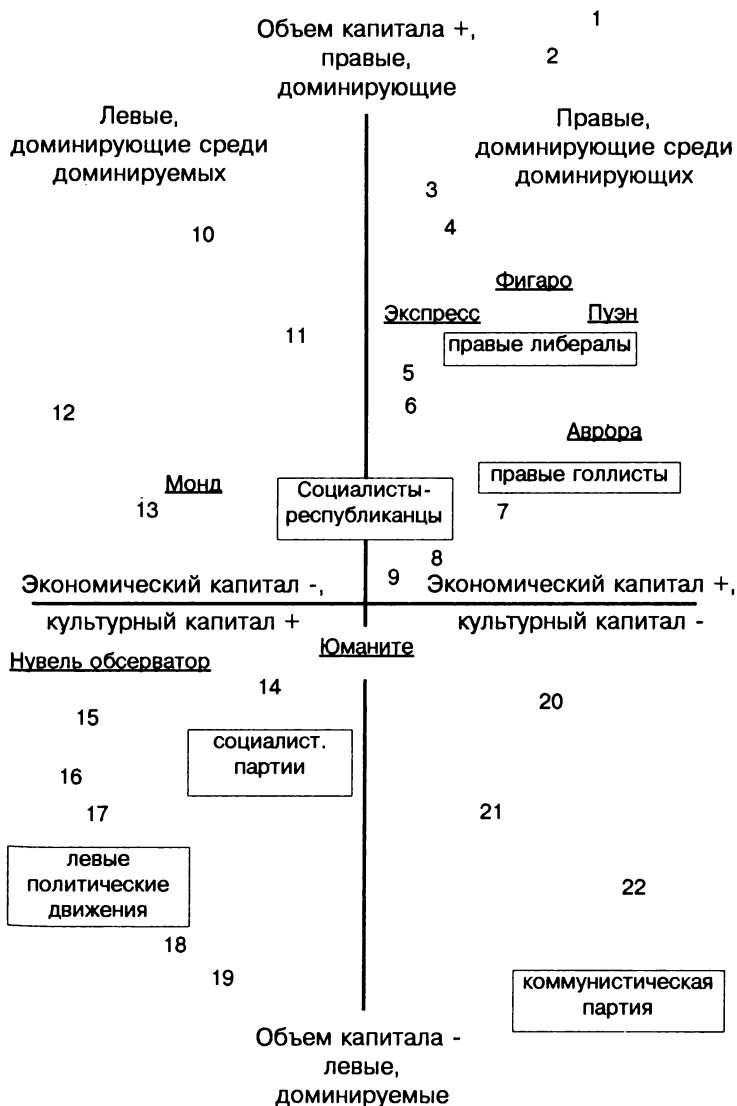 1
Объем капитала +,
правые,
доминирующие
2
Левые,
доминирующие среди
доминируемых
Правые,
доминирующие среди
доминирующих
3
4
10
Фигаро
Экспресс
Пуэн
правые либералы
11
5
6
12
Аврора
правые голлисты
Монд
13
Социалисты-
республиканцы
7
8
9
Экономический капитал -,
Экономический капитал +,
культурный капитал +
культурный капитал -
Юманите
Нувель обсерватор
14
15
20
социалист.
партии
16
17
21
левые
политические
движения
22
18
19
коммунистическая
партия
Объем капитала -
левые,
доминируемые